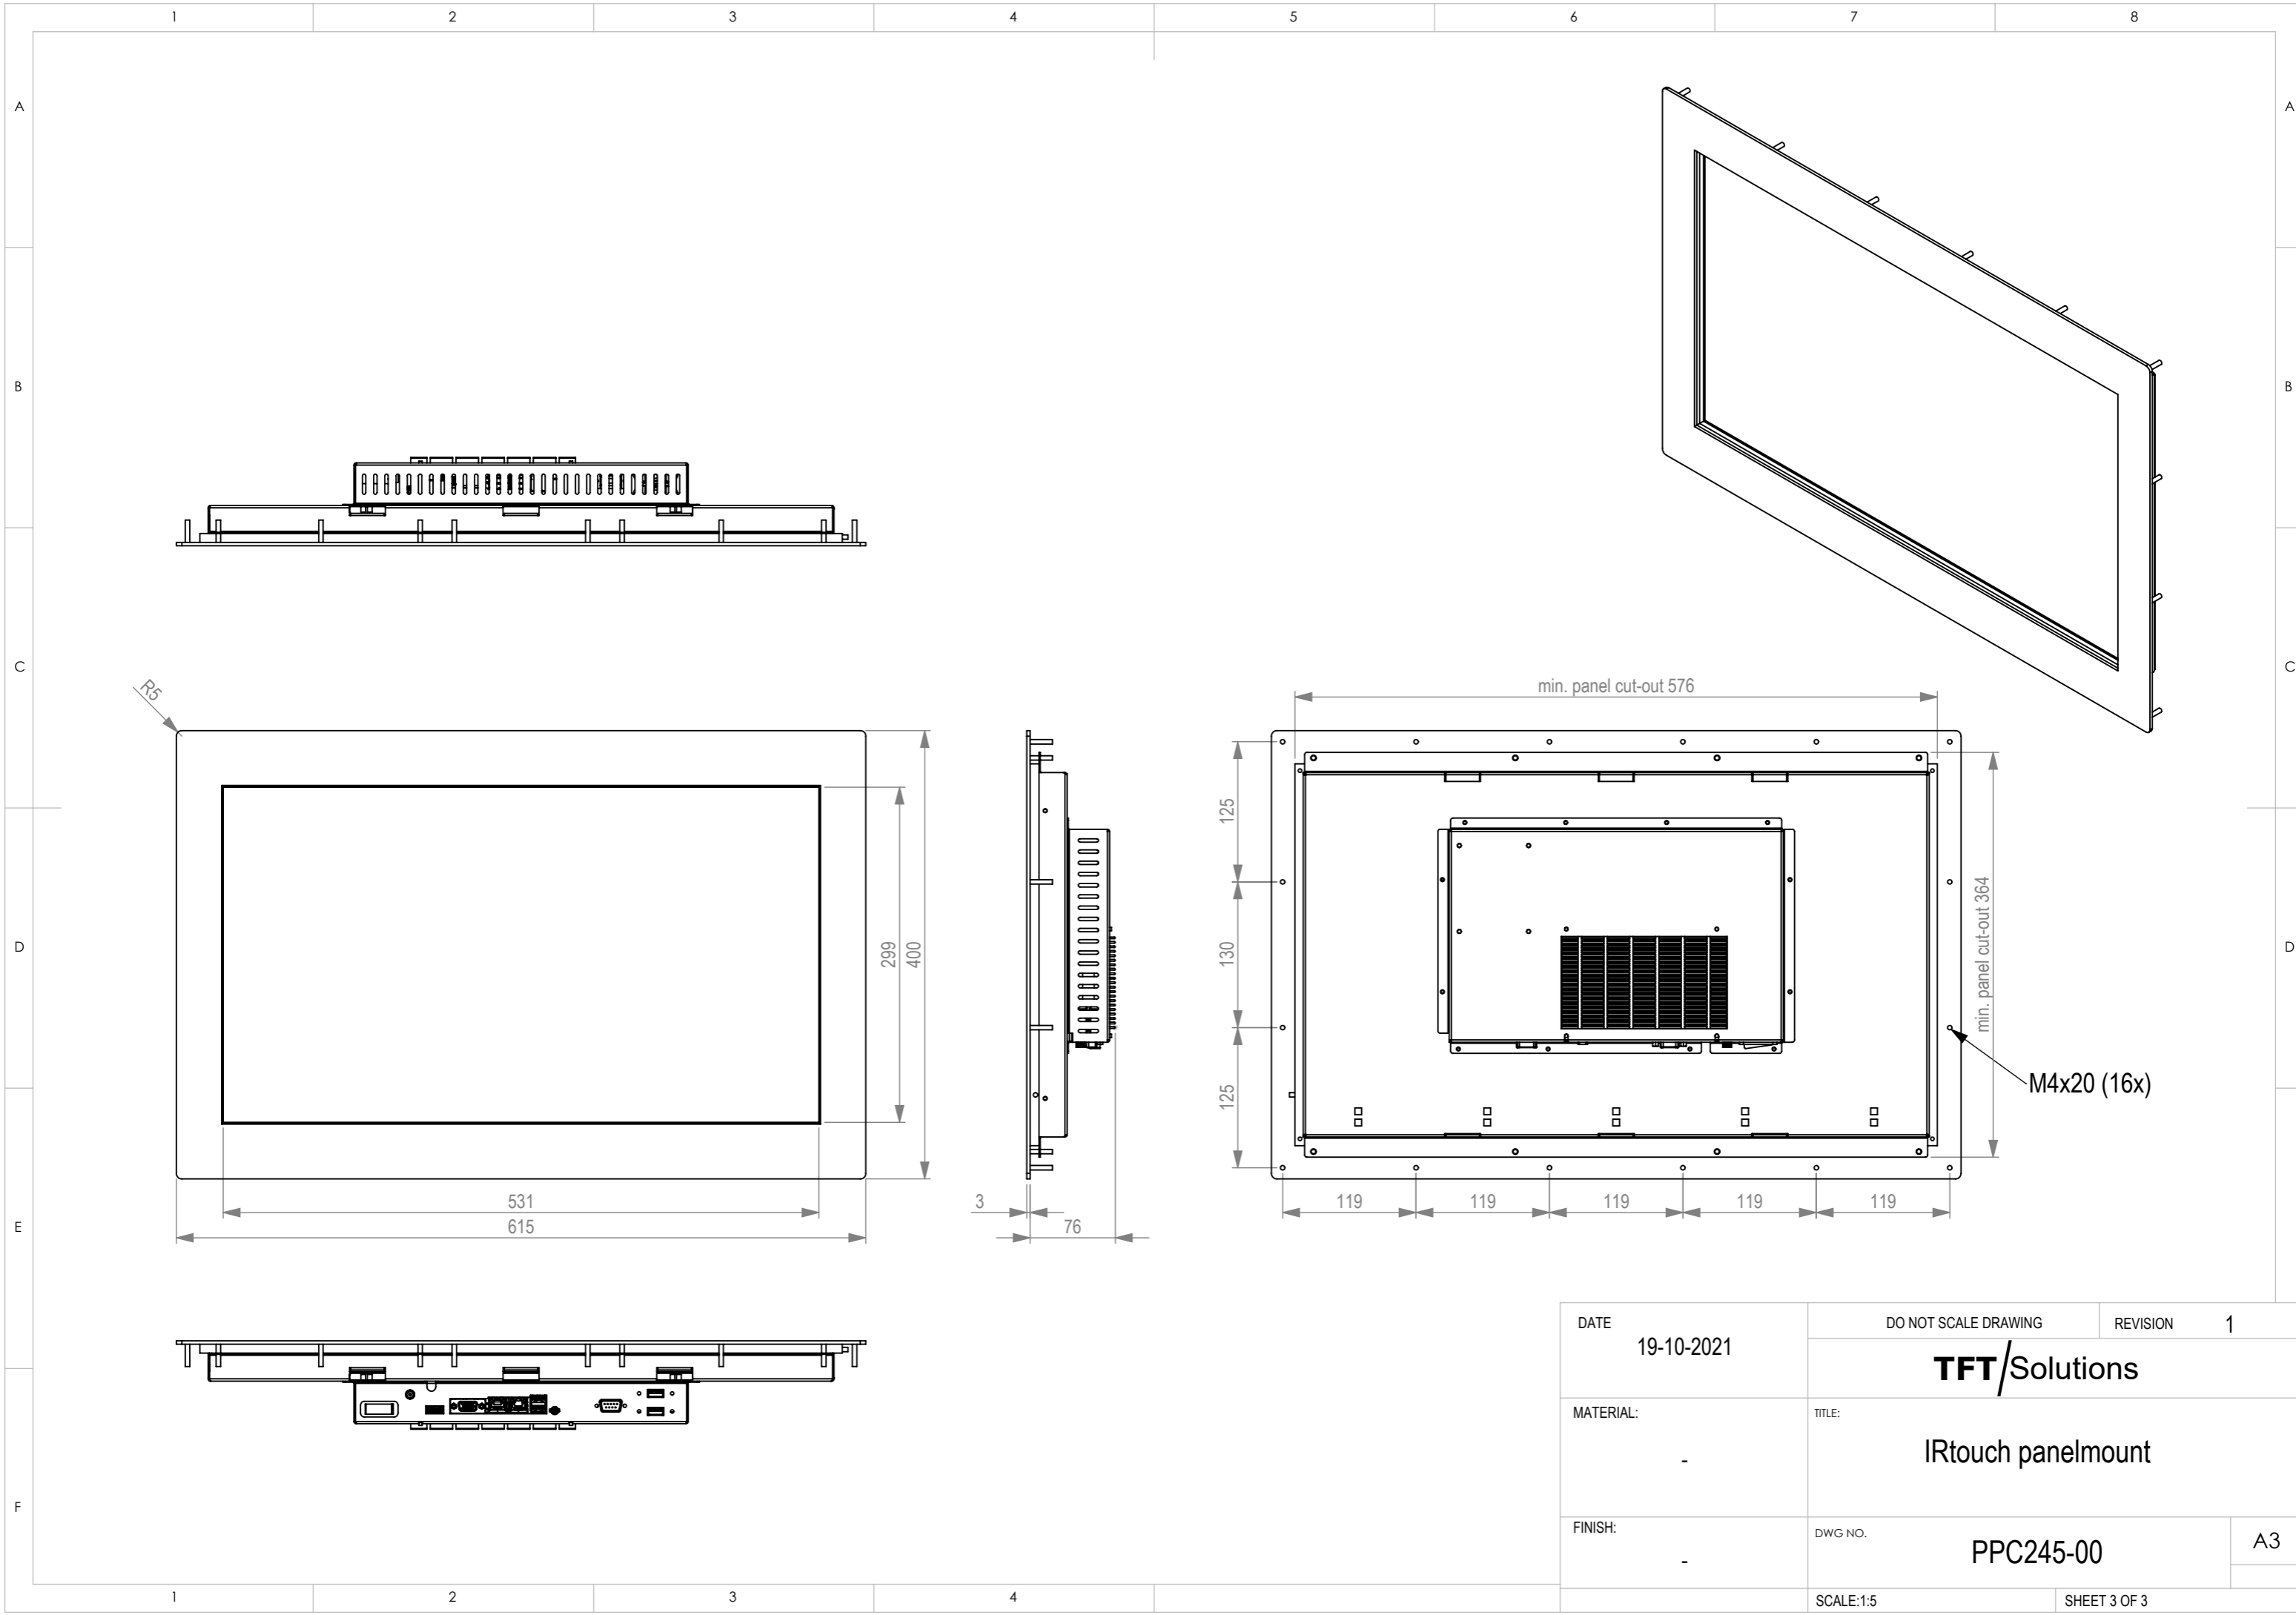 1 2 3 4 5 6 7 8
A A
B B
C C
D D
E
F
R5
299
400
531
615
3
76
min. panel cut-out 576
min. panel cut-out 364
125
130
125
119 119 119 119 119
M4x20 (16x)
DATE
19-10-2021
DO NOT SCALE DRAWING
REVISION 1
TFT/Solutions
MATERIAL:
-
TITLE:
IRtouch panelmount
FINISH:
-
DWG NO.
PPC245-00
A3
SCALE:1:5
SHEET 3 OF 3
1 2 3 4